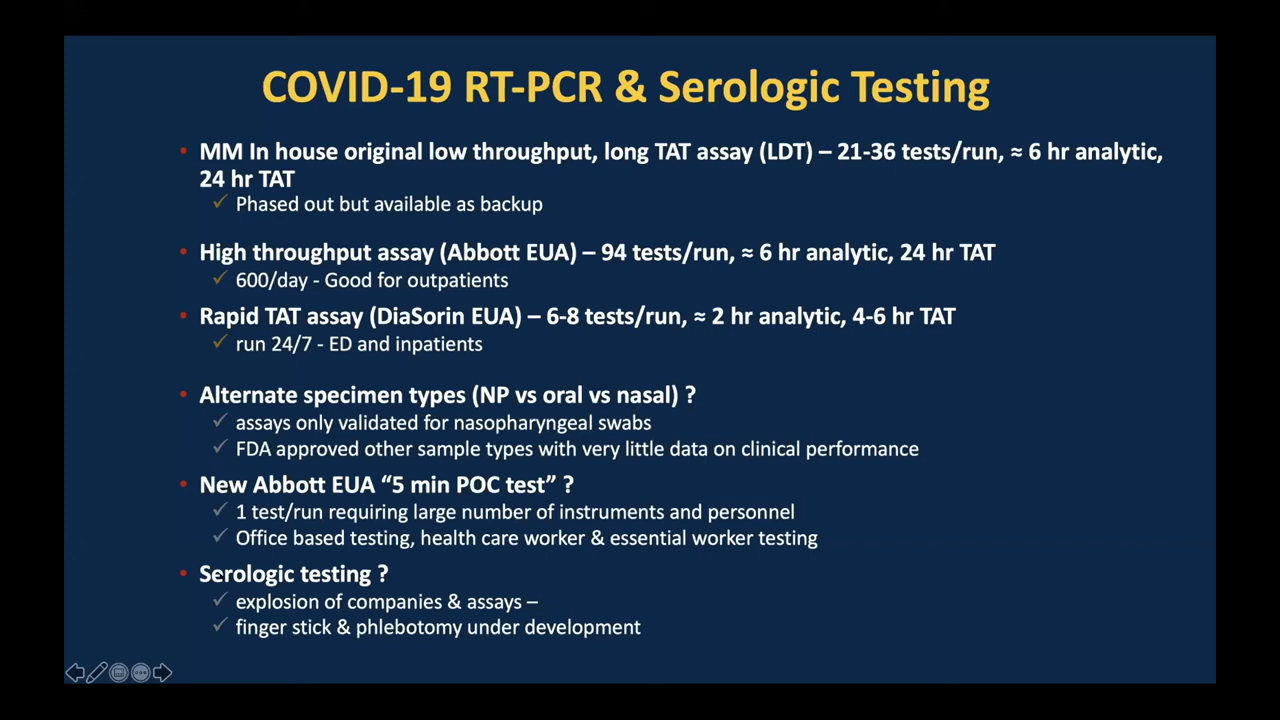 COVID-19 RT-PCR & Serologic Testing
• MM In house original low throughput, long TAT assay (LDT) – 21-36 tests/run, ≈ 6 hr analytic,
24 hr TAT
✓ Phased out but available as backup
• High throughput assay (Abbott EUA) – 94 tests/run, ≈ 6 hr analytic, 24 hr TAT
✓ 600/day - Good for outpatients
• Rapid TAT assay (DiaSorin EUA) – 6-8 tests/run, ≈ 2 hr analytic, 4-6 hr TAT
✓ run 24/7 - ED and inpatients
• Alternate specimen types (NP vs oral vs nasal) ?
✓ assays only validated for nasopharyngeal swabs
✓ FDA approved other sample types with very little data on clinical performance
• New Abbott EUA “5 min POC test” ?
✓ 1 test/run requiring large number of instruments and personnel
✓ Office based testing, health care worker & essential worker testing
• Serologic testing ?
✓ explosion of companies & assays –
✓ finger stick & phlebotomy under development